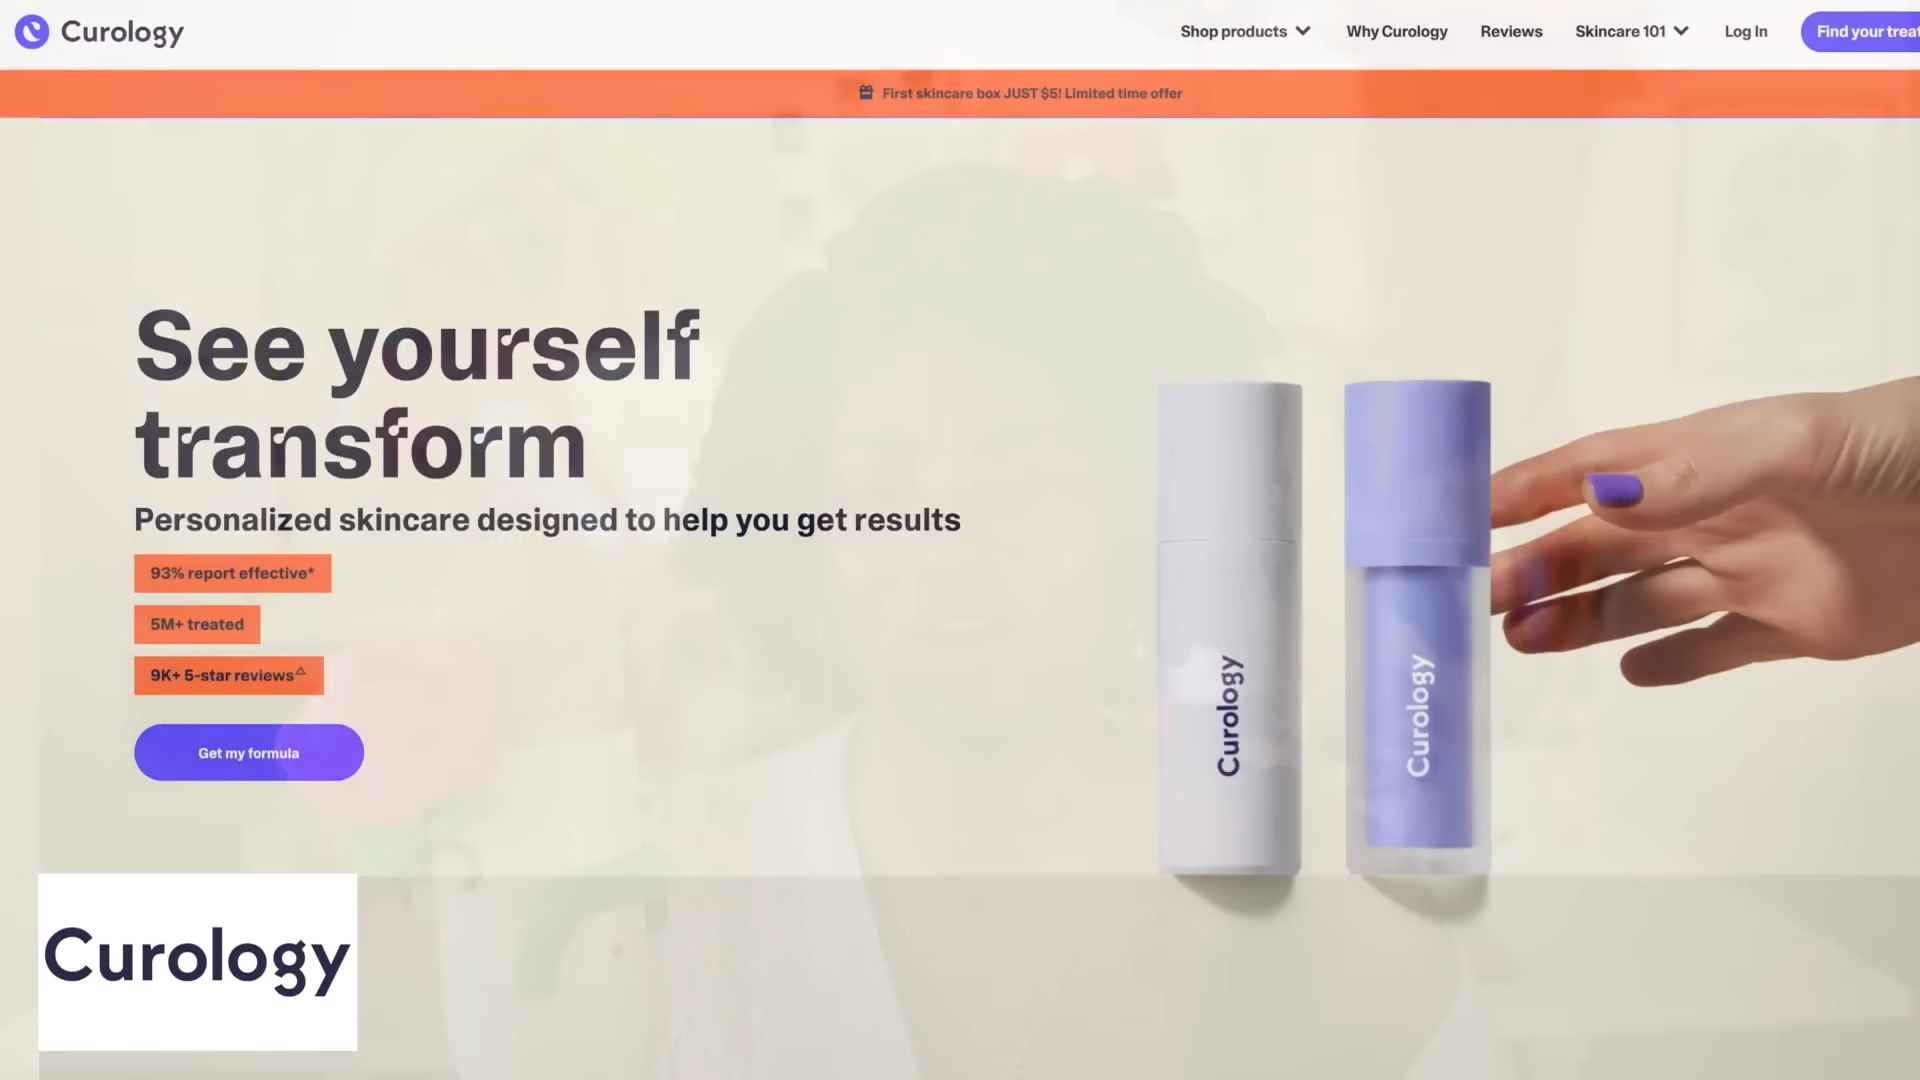 Curology
Shop products
Why Curology
Reviews
Skincare 101
Log In
Find your
First skincare box JUST $5! Limited time offer
See yourself
transform
Personalized skincare designed to help you get results
93% report effective*
5M+ treated
9K+ 5-star reviews△
Get my formula
Curology
Curology
Curology